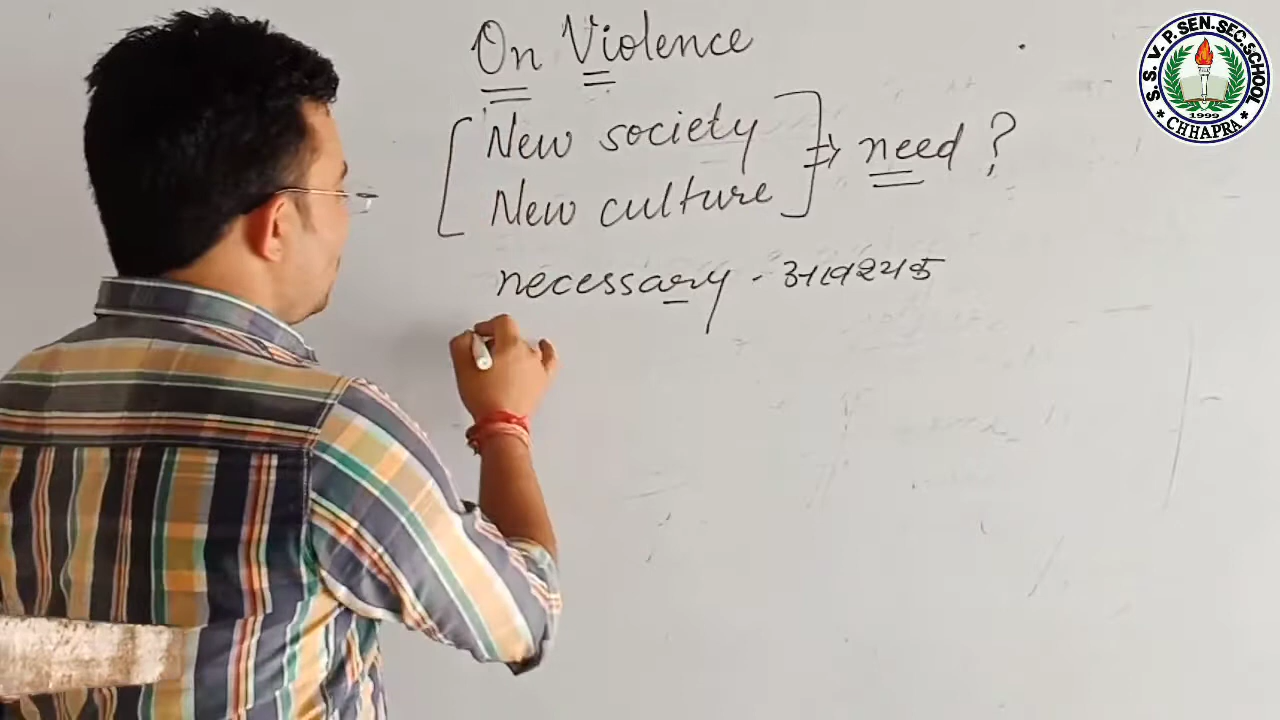 On Violence
New society
New culture
⇒ need ?
necessary - आवश्यक
S. S. V. P. SEN. SEC. SCHOOL
1999
* CHHAPRA *